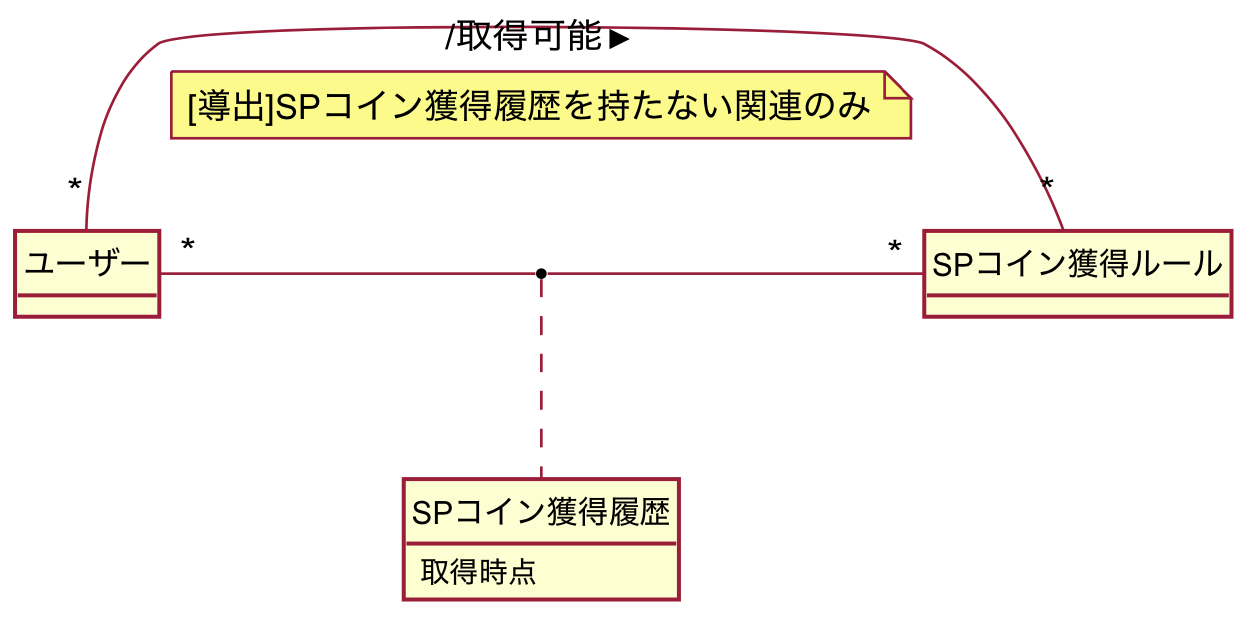 /取得可能 ▶
[導出]SPコイン獲得履歴を持たない関連のみ
* *
ユーザー * * SPコイン獲得ルール
SPコイン獲得履歴
取得時点